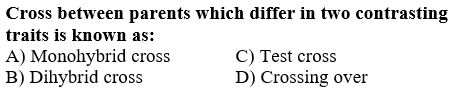 Cross between parents which differ in two contrasting
traits is known as:
A) Monohybrid cross C) Test cross
B) Dihybrid cross D) Crossing over